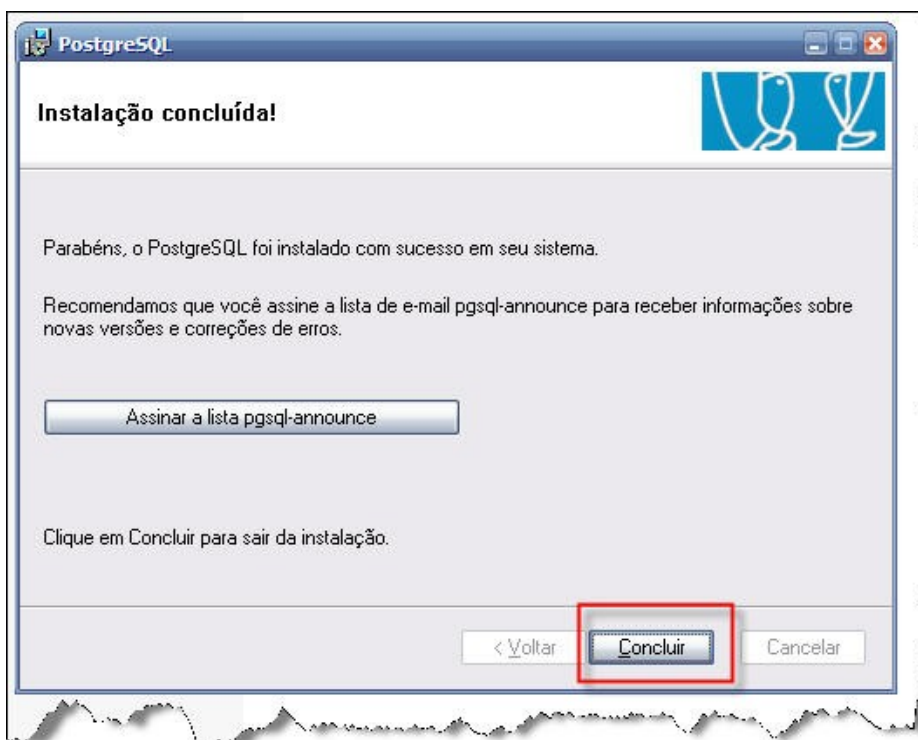 PostgreSQL
Instalação concluída!
Parabéns, o PostgreSQL foi instalado com sucesso em seu sistema.
Recomendamos que você assine a lista de e-mail pgsql-announce para receber informações sobre
novas versões e correções de erros.
Assinar a lista pgsql-announce
Clique em Concluir para sair da instalação.
< Voltar Concluir Cancelar